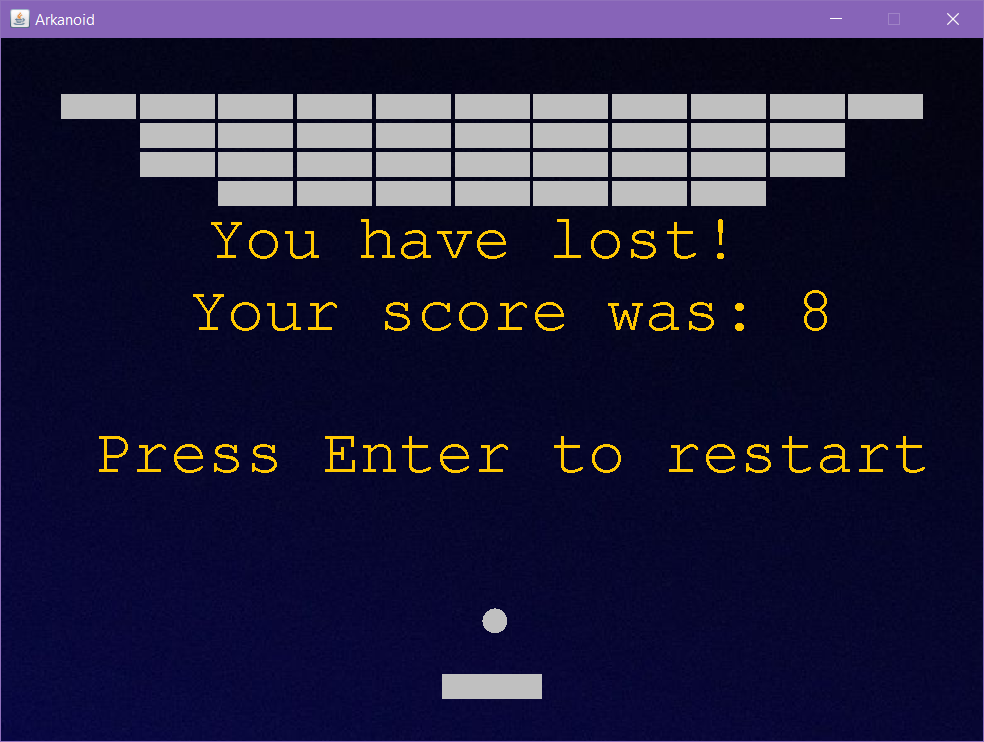 Arkanoid
You have lost!
Your score was: 8
Press Enter to restart